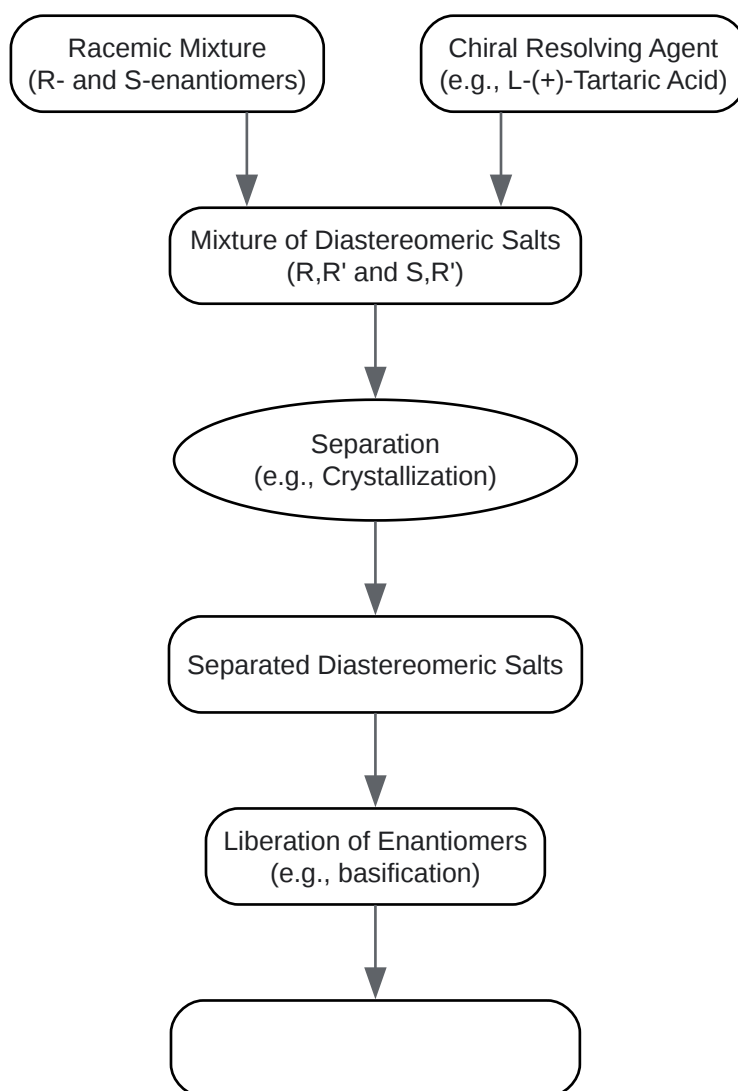 Racemic Mixture
(R- and S-enantiomers)
Chiral Resolving Agent
(e.g., L-(+)-Tartaric Acid)
Mixture of Diastereomeric Salts
(R,R' and S,R')
Separation
(e.g., Crystallization)
Separated Diastereomeric Salts
Liberation of Enantiomers
(e.g., basification)